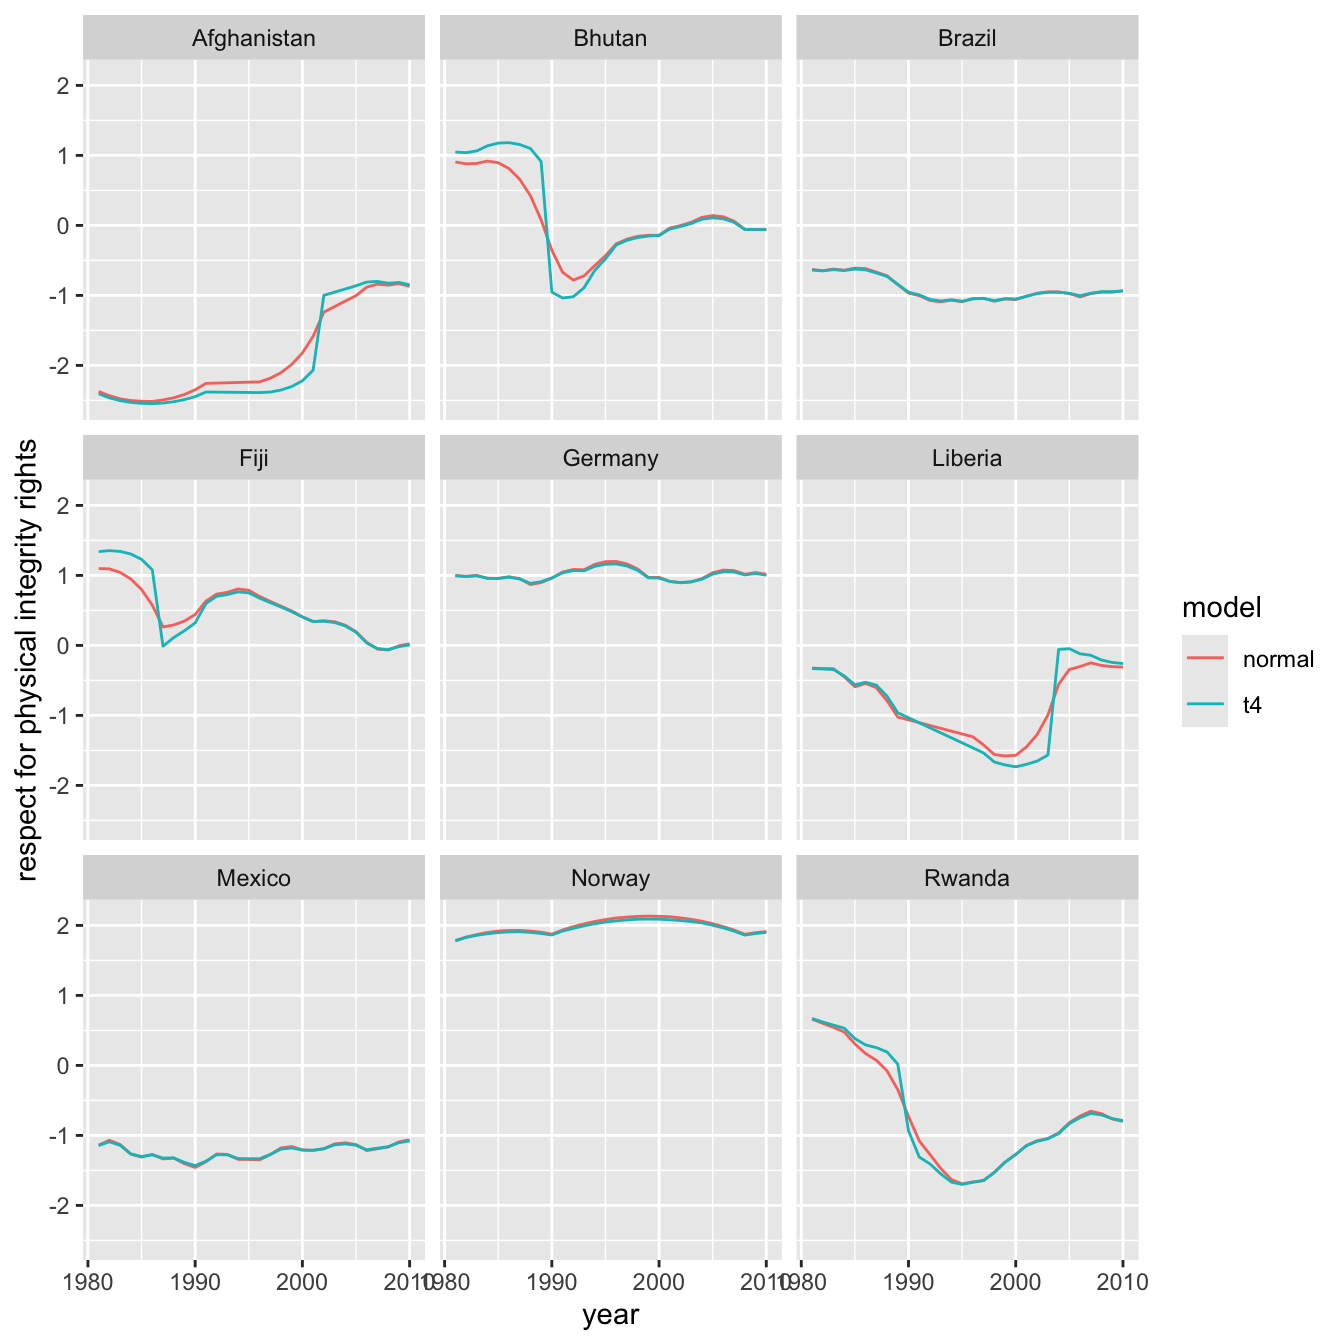 Afghanistan Bhutan Brazil
2
1
0
-1
-2
Fiji Germany Liberia
2
1
0
-1
-2
Mexico Norway Rwanda
2
1
0
-1
-2
1980 1990 2000 2010 1980 1990 2000 2010 1980 1990 2000 2010
year
respect for physical integrity rights
model
normal
t4